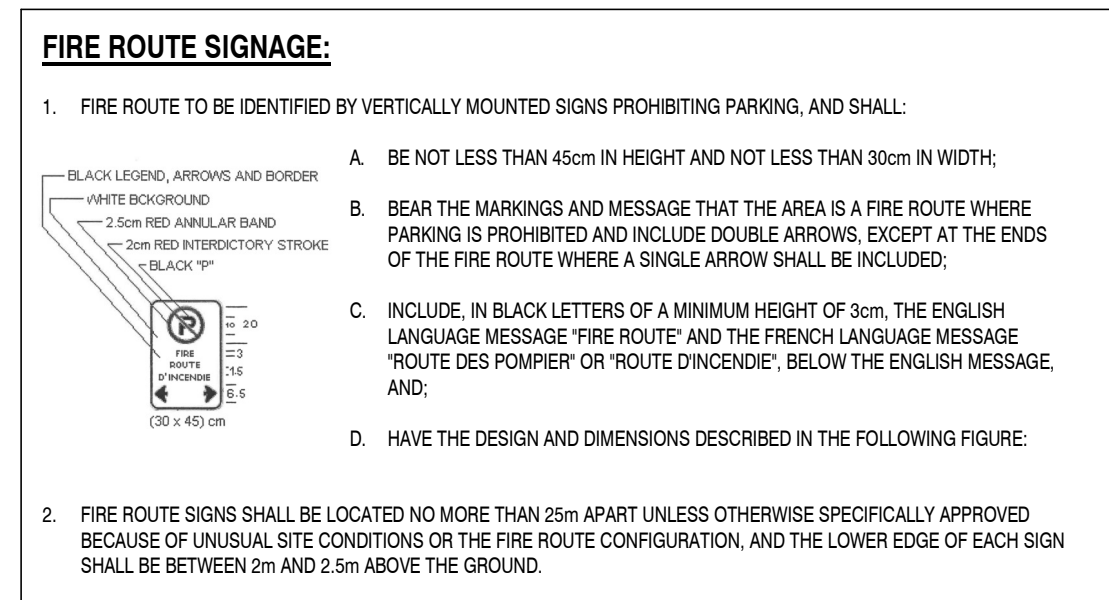 FIRE ROUTE SIGNAGE:
1. FIRE ROUTE TO BE IDENTIFIED BY VERTICALLY MOUNTED SIGNS PROHIBITING PARKING, AND SHALL:
BLACK LEGEND, ARROWS AND BORDER
WHITE BCKGROUND
2.5cm RED ANNULAR BAND
2cm RED INTERDICTORY STROKE
BLACK "P"
P
10 20
FIRE
ROUTE
D'INCENDIE
3
1.5
6.5
(30 x 45) cm
A. BE NOT LESS THAN 45cm IN HEIGHT AND NOT LESS THAN 30cm IN WIDTH;
B. BEAR THE MARKINGS AND MESSAGE THAT THE AREA IS A FIRE ROUTE WHERE
PARKING IS PROHIBITED AND INCLUDE DOUBLE ARROWS, EXCEPT AT THE ENDS
OF THE FIRE ROUTE WHERE A SINGLE ARROW SHALL BE INCLUDED;
C. INCLUDE, IN BLACK LETTERS OF A MINIMUM HEIGHT OF 3cm, THE ENGLISH
LANGUAGE MESSAGE "FIRE ROUTE" AND THE FRENCH LANGUAGE MESSAGE
"ROUTE DES POMPIER" OR "ROUTE D'INCENDIE", BELOW THE ENGLISH MESSAGE,
AND;
D. HAVE THE DESIGN AND DIMENSIONS DESCRIBED IN THE FOLLOWING FIGURE:
2. FIRE ROUTE SIGNS SHALL BE LOCATED NO MORE THAN 25m APART UNLESS OTHERWISE SPECIFICALLY APPROVED
BECAUSE OF UNUSUAL SITE CONDITIONS OR THE FIRE ROUTE CONFIGURATION, AND THE LOWER EDGE OF EACH SIGN
SHALL BE BETWEEN 2m AND 2.5m ABOVE THE GROUND.